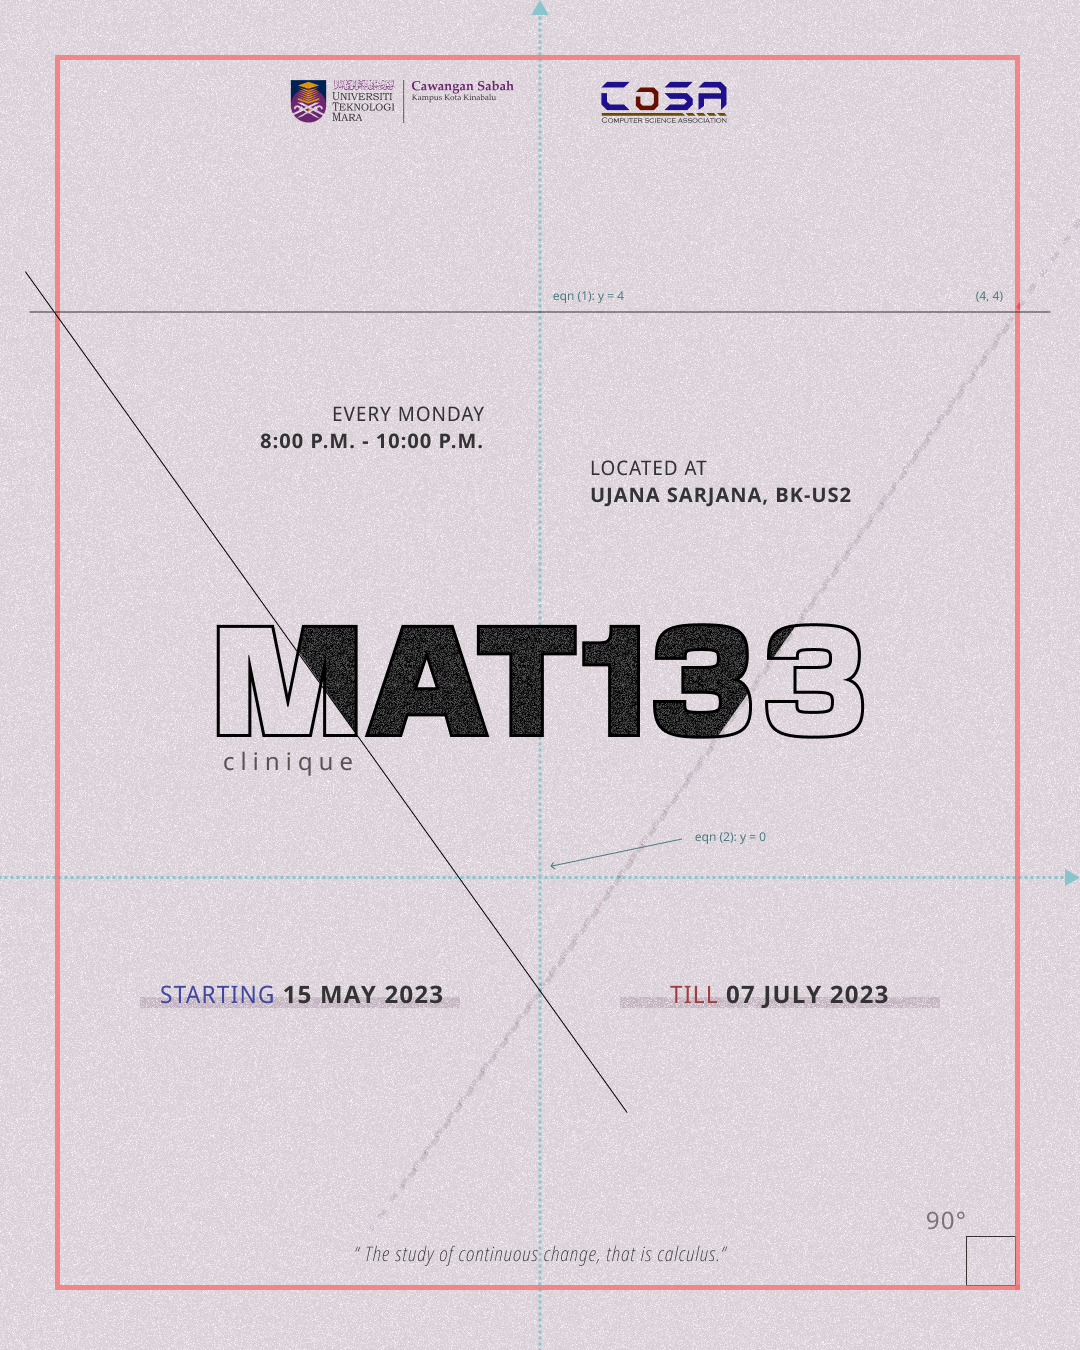 UNIVERSITI
TEKNOLOGI
MARA
Cawangan Sabah
Kampus Kota Kinabalu
CoSA
COMPUTER SCIENCE ASSOCIATION
eqn (1): y = 4
(4, 4)
EVERY MONDAY
8:00 P.M. - 10:00 P.M.
LOCATED AT
UJANA SARJANA, BK-US2
MAT133
clinique
eqn (2): y = 0
STARTING 15 MAY 2023
TILL 07 JULY 2023
90°
“ The study of continuous change, that is calculus.“